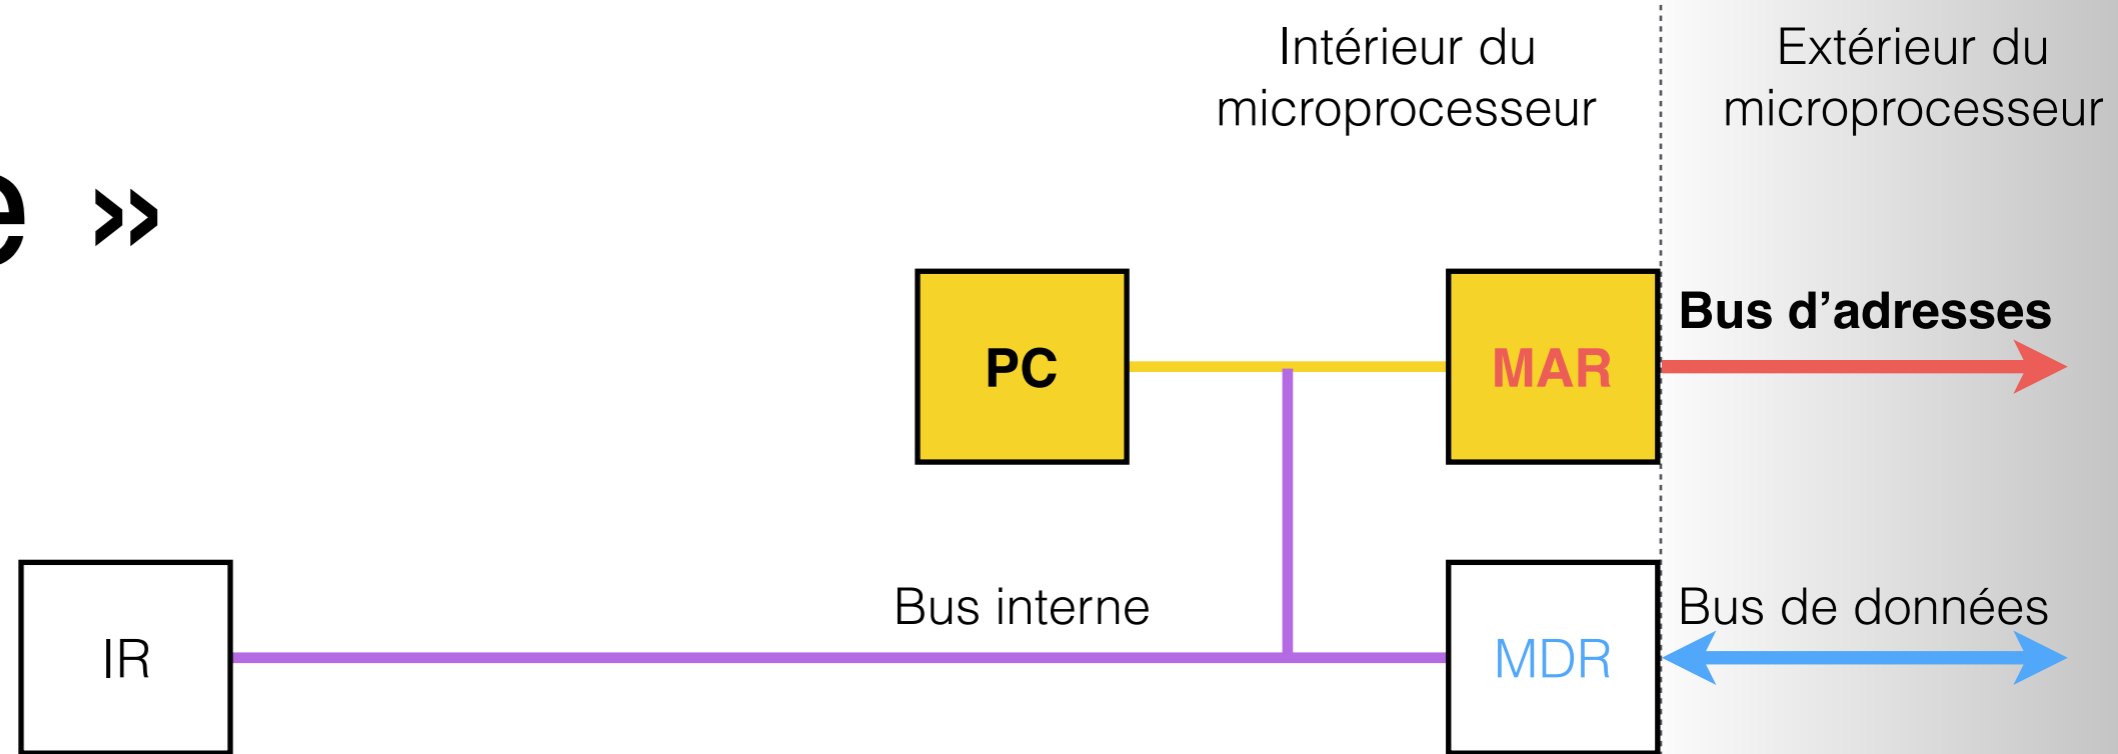 Intérieur du
microprocesseur
Extérieur du
microprocesseur
e »
Bus d’adresses
PC
MAR
Bus interne
Bus de données
IR
MDR